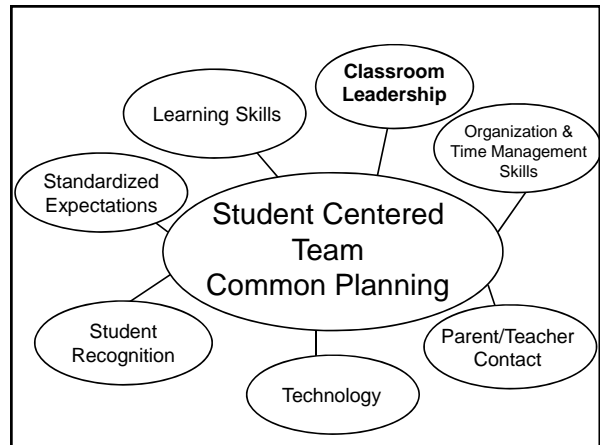 Classroom
Leadership
Learning Skills
Organization &
Time Management
Skills
Standardized
Expectations
Student Centered
Team
Common Planning
Student
Recognition
Parent/Teacher
Contact
Technology